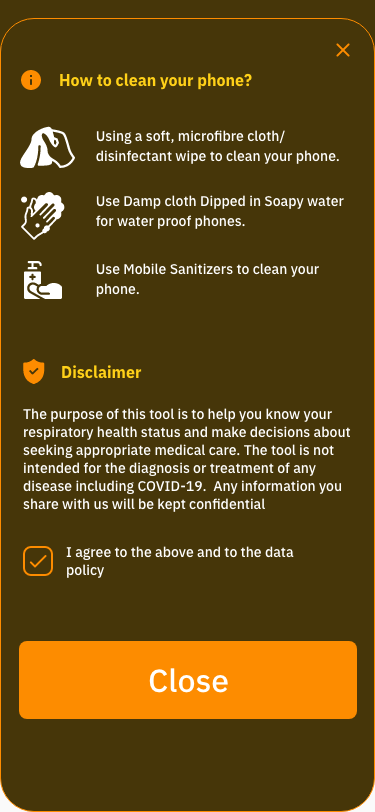 How to clean your phone?
Using a soft, microfibre cloth/
disinfectant wipe to clean your phone.
Use Damp cloth Dipped in Soapy water
for water proof phones.
Use Mobile Sanitizers to clean your
phone.
Disclaimer
The purpose of this tool is to help you know your
respiratory health status and make decisions about
seeking appropriate medical care. The tool is not
intended for the diagnosis or treatment of any
disease including COVID-19.  Any information you
share with us will be kept confidential
I agree to the above and to the data
policy
Close